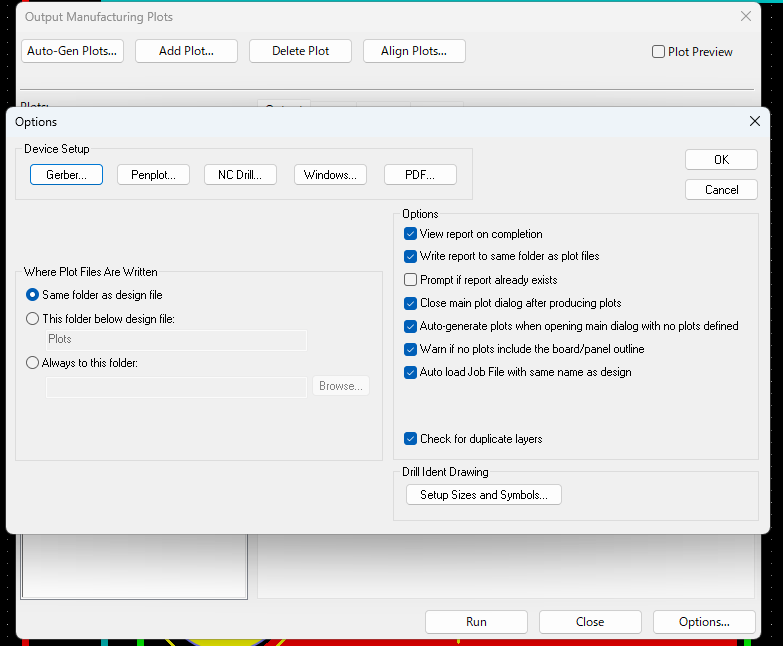 Output Manufacturing Plots
Auto-Gen Plots... Add Plot... Delete Plot Align Plots... Plot Preview
Plots:
Options
Device Setup
Gerber... Penplot... NC Drill... Windows... PDF...
OK
Cancel
Options
View report on completion
Write report to same folder as plot files
Prompt if report already exists
Close main plot dialog after producing plots
Auto-generate plots when opening main dialog with no plots defined
Warn if no plots include the board/panel outline
Auto load Job File with same name as design
Check for duplicate layers
Where Plot Files Are Written
Same folder as design file
This folder below design file:
Plots
Always to this folder:
Browse...
Drill Ident Drawing
Setup Sizes and Symbols...
Run Close Options...